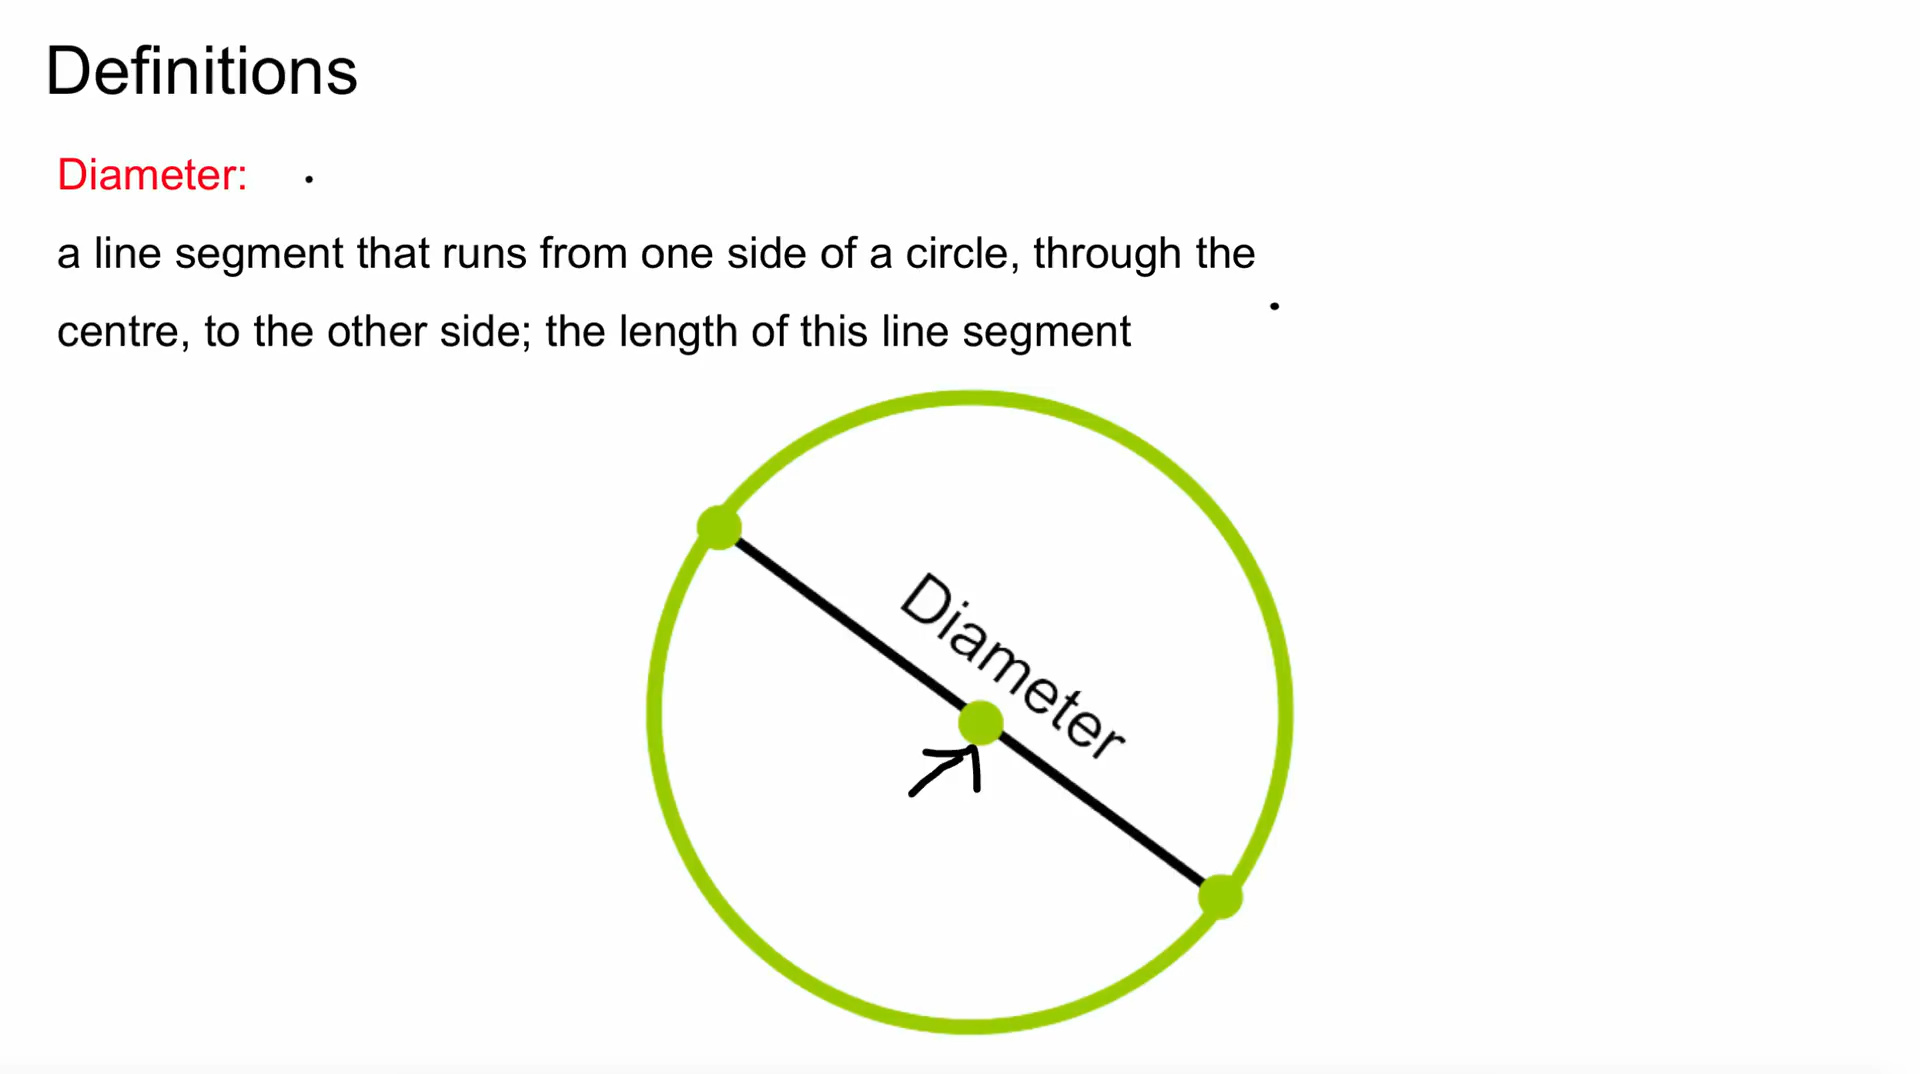 Definitions
Diameter:
a line segment that runs from one side of a circle, through the
centre, to the other side; the length of this line segment
Diameter